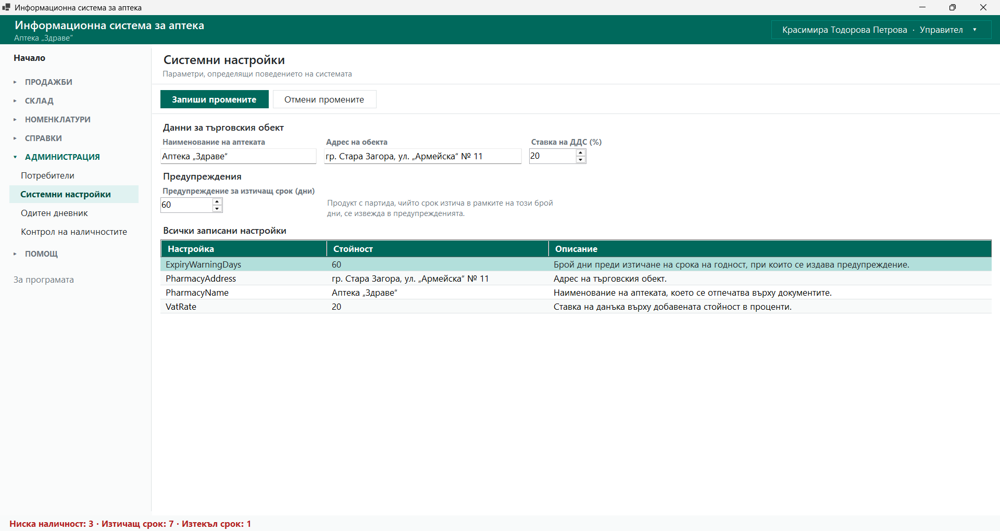 Информационна система за аптека
Информационна система за аптека
Аптека „Здраве“
Красимира Тодорова Петрова · Управител
Начало
ПРОДАЖБИ
СКЛАД
НОМЕНКЛАТУРИ
СПРАВКИ
АДМИНИСТРАЦИЯ
Потребители
Системни настройки
Одитен дневник
Контрол на наличностите
ПОМОЩ
За програмата
Системни настройки
Параметри, определящи поведението на системата
Запиши промените
Отмени промените
Данни за търговския обект
Наименование на аптеката
Адрес на обекта
Ставка на ДДС (%)
Аптека „Здраве“
гр. Стара Загора, ул. „Армейска“ № 11
20
Предупреждения
Предупреждение за изтичащ срок (дни)
60
Продукт с партида, чийто срок изтича в рамките на този брой
дни, се извежда в предупрежденията.
Всички записани настройки
Настройка Стойност Описание
ExpiryWarningDays 60 Брой дни преди изтичане на срока на годност, при които се издава предупреждение.
PharmacyAddress гр. Стара Загора, ул. „Армейска“ № 11 Адрес на търговския обект.
PharmacyName Аптека „Здраве“ Наименование на аптеката, което се отпечатва върху документите.
VatRate 20 Ставка на данъка върху добавената стойност в проценти.
Ниска наличност: 3 · Изтичащ срок: 7 · Изтекъл срок: 1